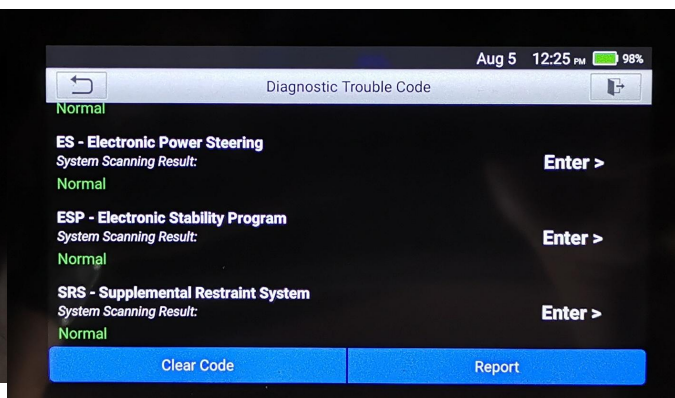 Aug 5 12:25 PM 98%
Diagnostic Trouble Code
Normal
ES - Electronic Power Steering
System Scanning Result:
Enter >
Normal
ESP - Electronic Stability Program
System Scanning Result:
Enter >
Normal
SRS - Supplemental Restraint System
System Scanning Result:
Enter >
Normal
Clear Code
Report